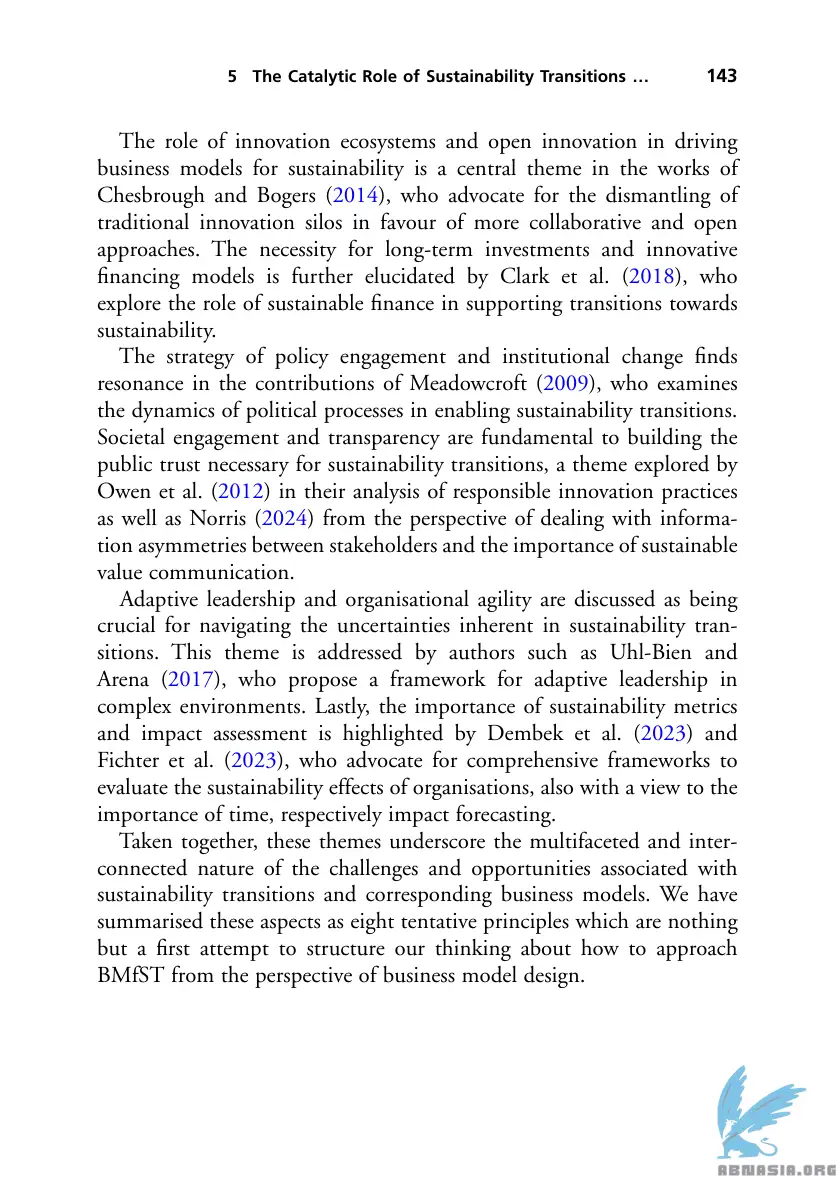 5 The Catalytic Role of Sustainability Transitions … 143
The role of innovation ecosystems and open innovation in driving
business models for sustainability is a central theme in the works of
Chesbrough and Bogers (2014), who advocate for the dismantling of
traditional innovation silos in favour of more collaborative and open
approaches. The necessity for long-term investments and innovative
financing models is further elucidated by Clark et al. (2018), who
explore the role of sustainable finance in supporting transitions towards
sustainability.
The strategy of policy engagement and institutional change finds
resonance in the contributions of Meadowcroft (2009), who examines
the dynamics of political processes in enabling sustainability transitions.
Societal engagement and transparency are fundamental to building the
public trust necessary for sustainability transitions, a theme explored by
Owen et al. (2012) in their analysis of responsible innovation practices
as well as Norris (2024) from the perspective of dealing with informa-
tion asymmetries between stakeholders and the importance of sustainable
value communication.
Adaptive leadership and organisational agility are discussed as being
crucial for navigating the uncertainties inherent in sustainability tran-
sitions. This theme is addressed by authors such as Uhl-Bien and
Arena (2017), who propose a framework for adaptive leadership in
complex environments. Lastly, the importance of sustainability metrics
and impact assessment is highlighted by Dembek et al. (2023) and
Fichter et al. (2023), who advocate for comprehensive frameworks to
evaluate the sustainability effects of organisations, also with a view to the
importance of time, respectively impact forecasting.
Taken together, these themes underscore the multifaceted and inter-
connected nature of the challenges and opportunities associated with
sustainability transitions and corresponding business models. We have
summarised these aspects as eight tentative principles which are nothing
but a first attempt to structure our thinking about how to approach
BMfST from the perspective of business model design.
ABNASIA.ORG